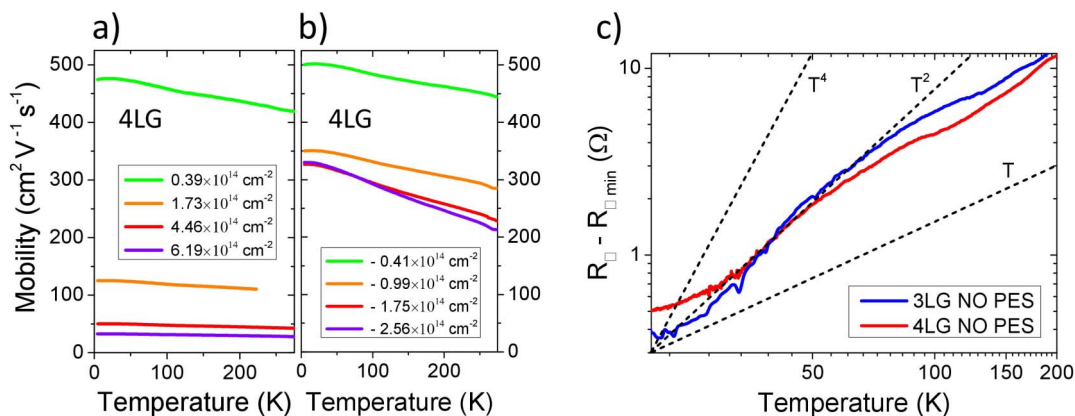 a)
Mobility (cm² V⁻¹ s⁻¹)
500
400
300
200
100
0
4LG
0.39×10¹⁴ cm⁻²
1.73×10¹⁴ cm⁻²
4.46×10¹⁴ cm⁻²
6.19×10¹⁴ cm⁻²
0 100 200
Temperature (K)
b)
4LG
- 0.41×10¹⁴ cm⁻²
- 0.99×10¹⁴ cm⁻²
- 1.75×10¹⁴ cm⁻²
- 2.56×10¹⁴ cm⁻²
500
400
300
200
100
0
0 100 200
Temperature (K)
c)
R□ - R□ min (Ω)
10
1
T⁴
T²
T
3LG NO PES
4LG NO PES
50 100 150 200
Temperature (K)